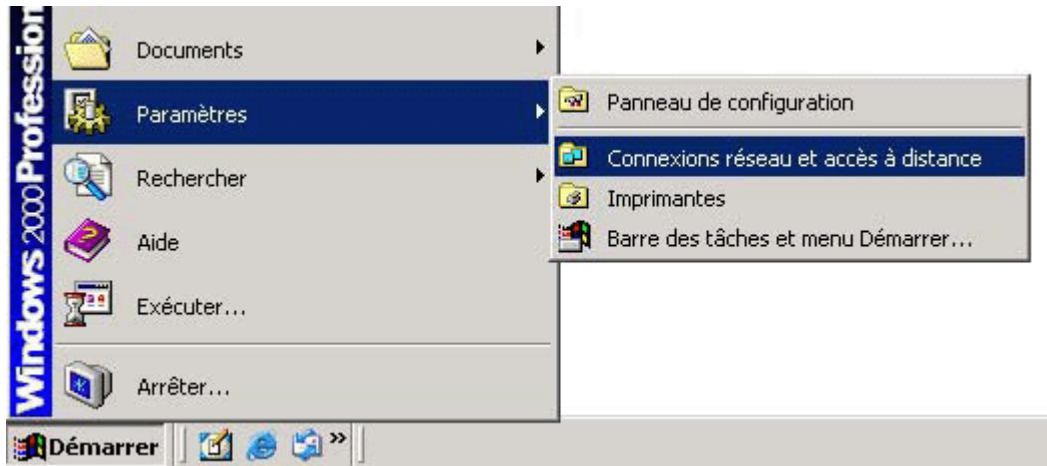 Windows 2000 Profession
Documents
Paramètres
Rechercher
Aide
Exécuter...
Arrêter...
Panneau de configuration
Connexions réseau et accès à distance
Imprimantes
Barre des tâches et menu Démarrer...
Démarrer
»